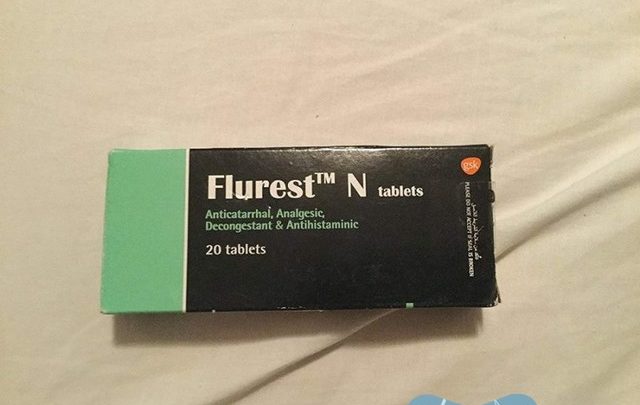 Flurest™ N tablets
Anticatarrhal, Analgesic,
Decongestant & Antihistaminic
20 tablets
gsk
PLEASE DO NOT ACCEPT IF SEAL IS BROKEN